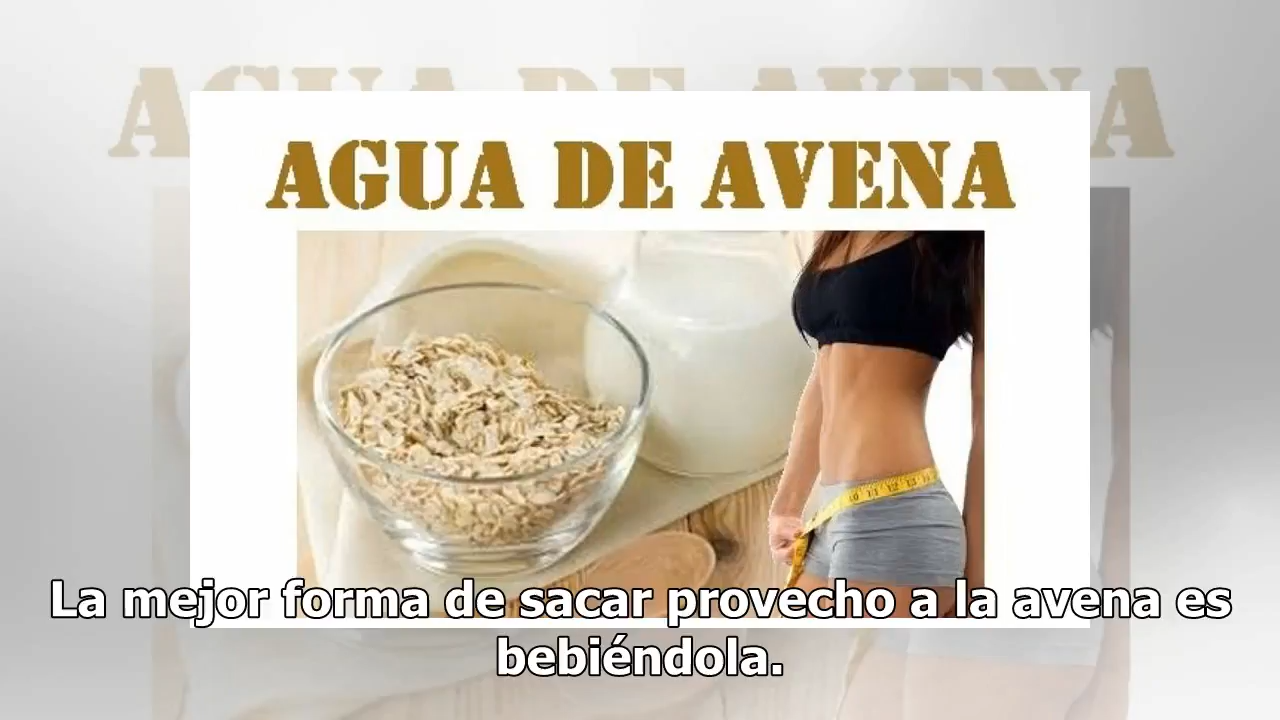 AGUA DE AVENA
La mejor forma de sacar provecho a la avena es
bebiéndola.